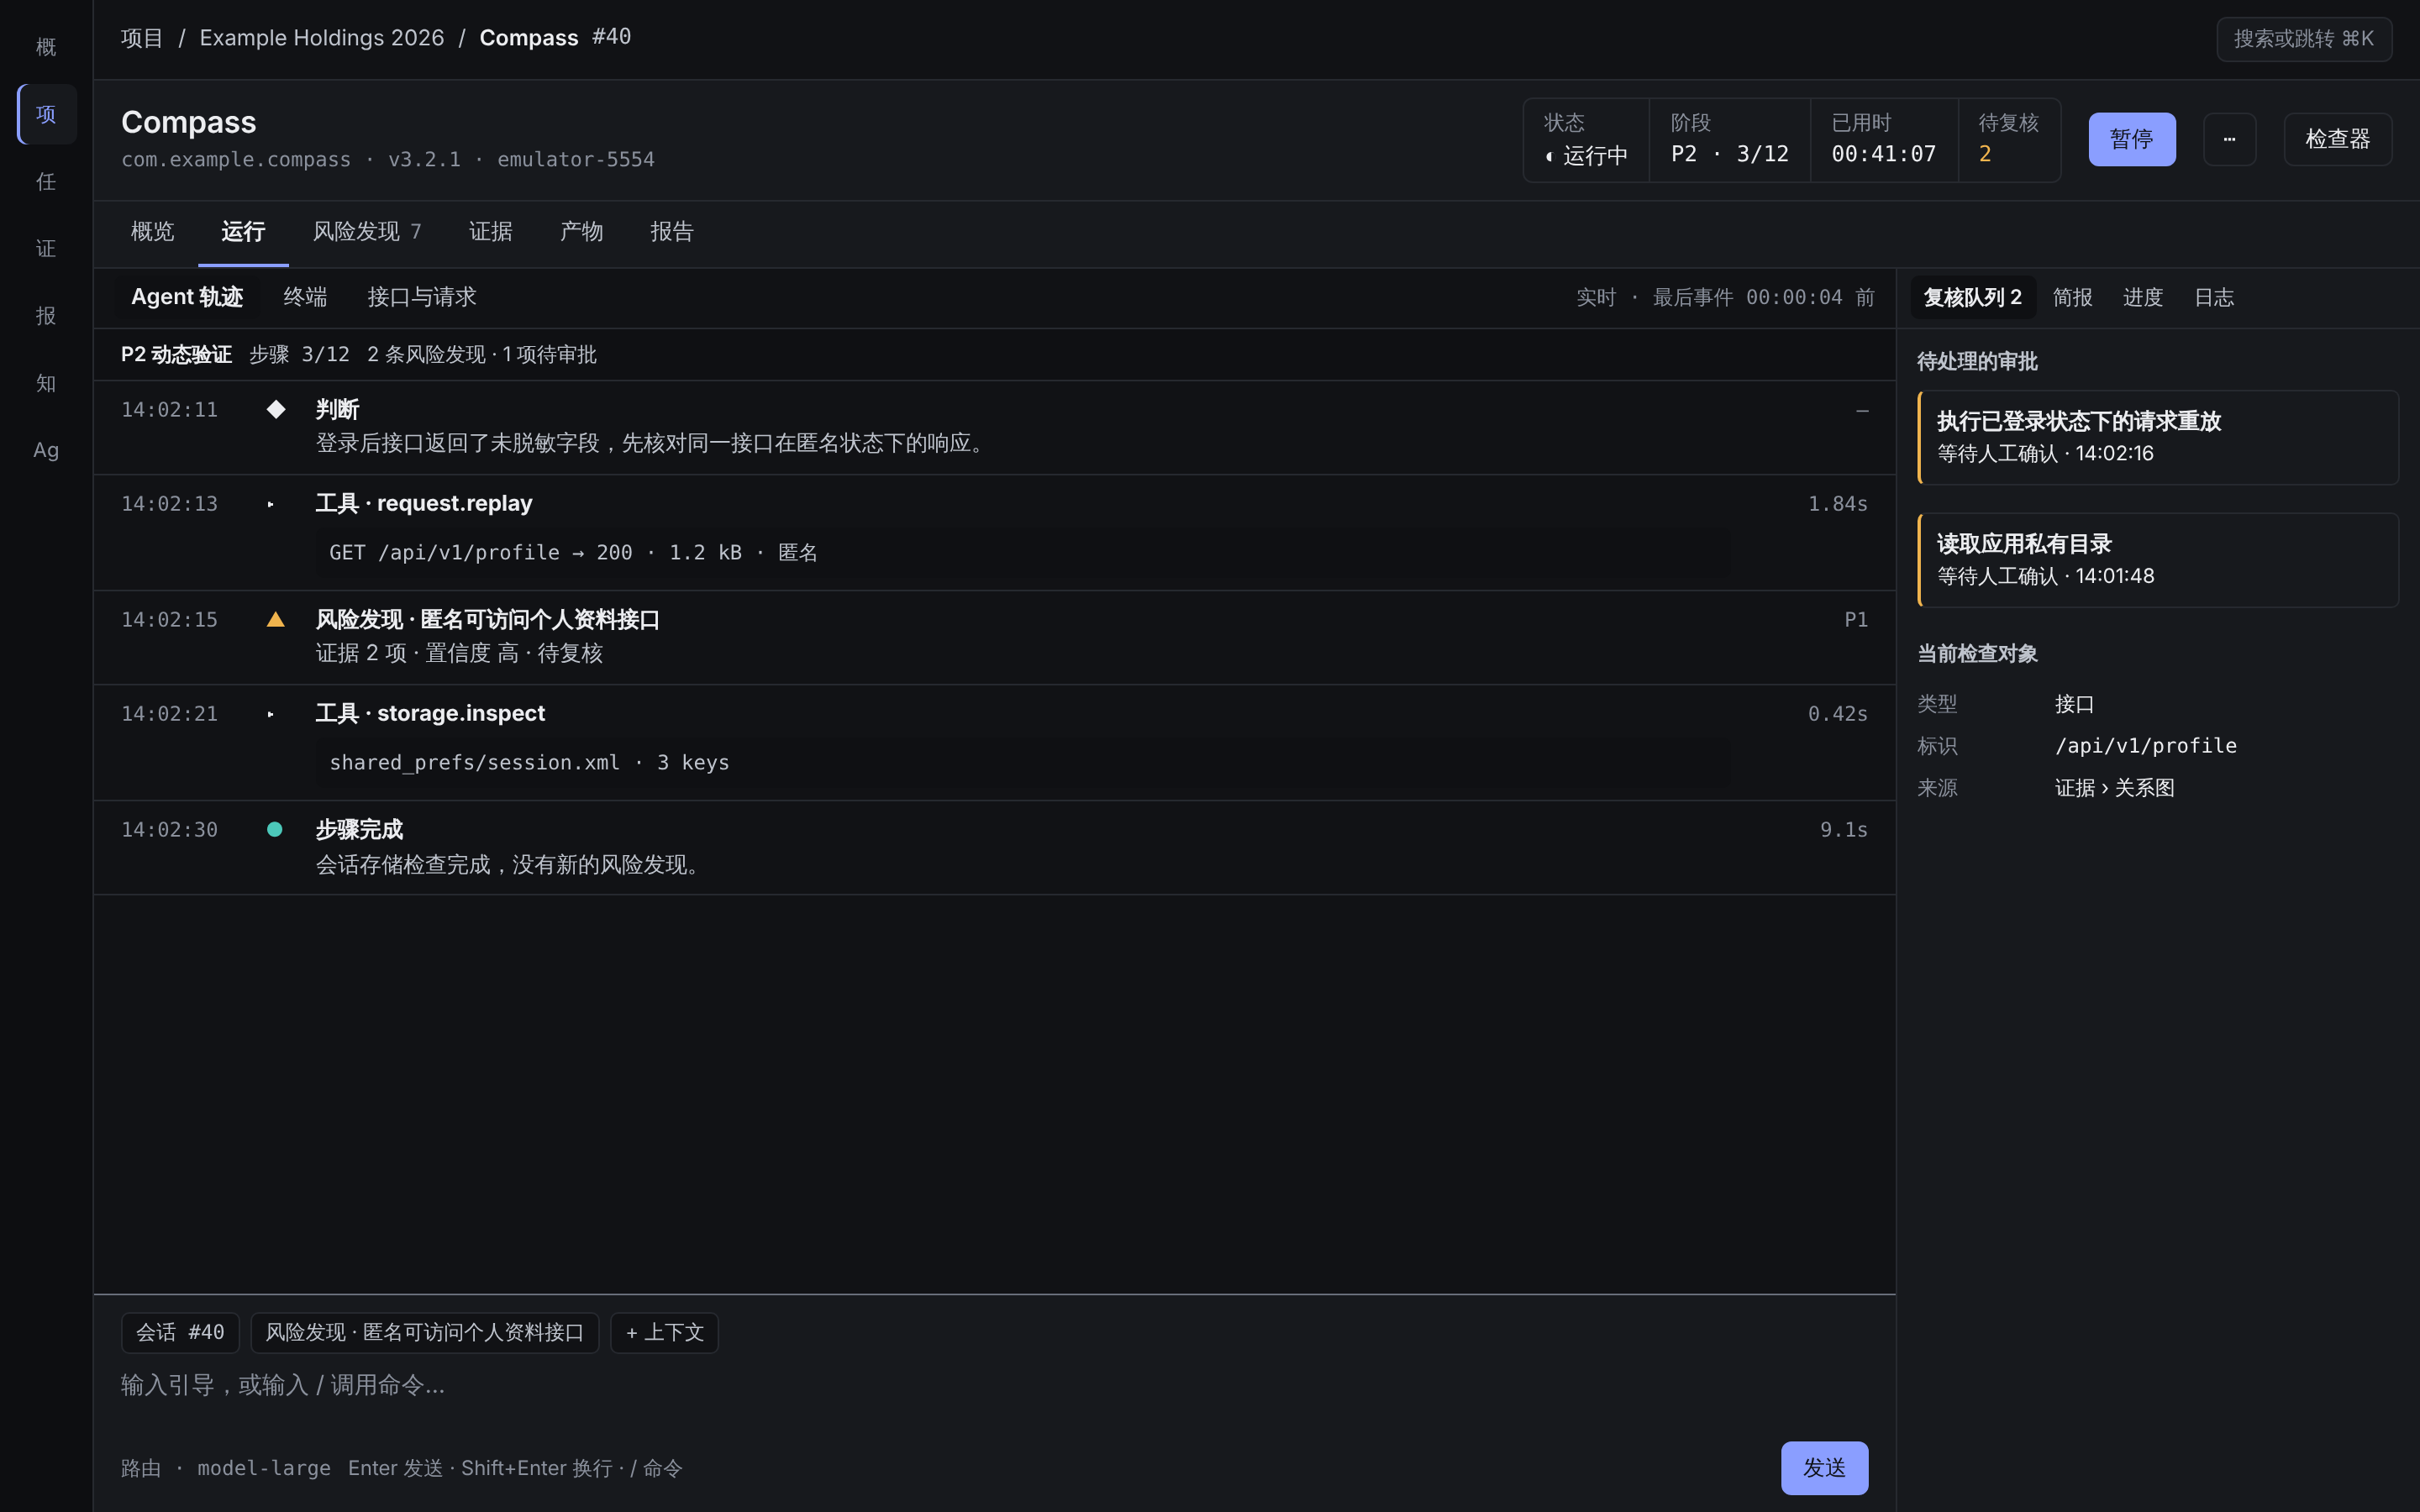 概
项
任
证
报
知
Ag
项目 / Example Holdings 2026 / Compass #40
搜索或跳转 ⌘K
Compass
com.example.compass · v3.2.1 · emulator-5554
状态
运行中
阶段
P2 · 3/12
已用时
00:41:07
待复核
2
暂停
⋯
检查器
概览
运行
风险发现 7
证据
产物
报告
Agent 轨迹
终端
接口与请求
实时 · 最后事件 00:00:04 前
P2 动态验证 步骤 3/12 2 条风险发现 · 1 项待审批
14:02:11 判断 —
登录后接口返回了未脱敏字段，先核对同一接口在匿名状态下的响应。
14:02:13 工具 · request.replay 1.84s
GET /api/v1/profile → 200 · 1.2 kB · 匿名
14:02:15 风险发现 · 匿名可访问个人资料接口 P1
证据 2 项 · 置信度 高 · 待复核
14:02:21 工具 · storage.inspect 0.42s
shared_prefs/session.xml · 3 keys
14:02:30 步骤完成 9.1s
会话存储检查完成，没有新的风险发现。
会话 #40
风险发现 · 匿名可访问个人资料接口
+ 上下文
输入引导，或输入 / 调用命令...
路由 · model-large Enter 发送 · Shift+Enter 换行 · / 命令
发送
复核队列 2
简报
进度
日志
待处理的审批
执行已登录状态下的请求重放
等待人工确认 · 14:02:16
读取应用私有目录
等待人工确认 · 14:01:48
当前检查对象
类型 接口
标识 /api/v1/profile
来源 证据 › 关系图